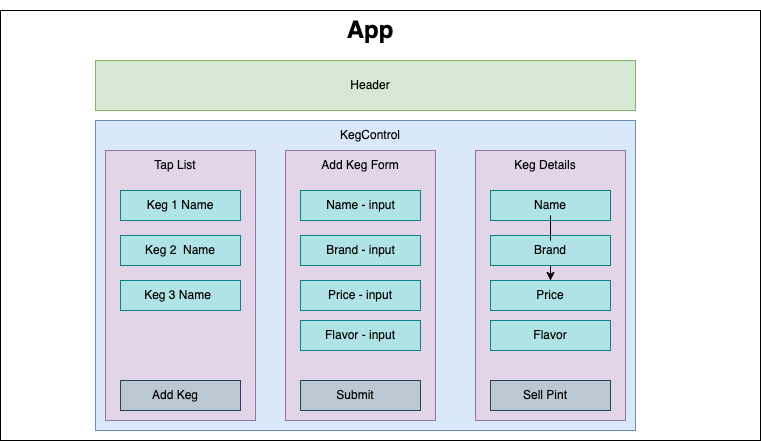 App
Header
KegControl
Tap List
Keg 1 Name
Keg 2  Name
Keg 3 Name
Add Keg
Add Keg Form
Name - input
Brand - input
Price - input
Flavor - input
Submit
Keg Details
Name
Brand
Price
Flavor
Sell Pint